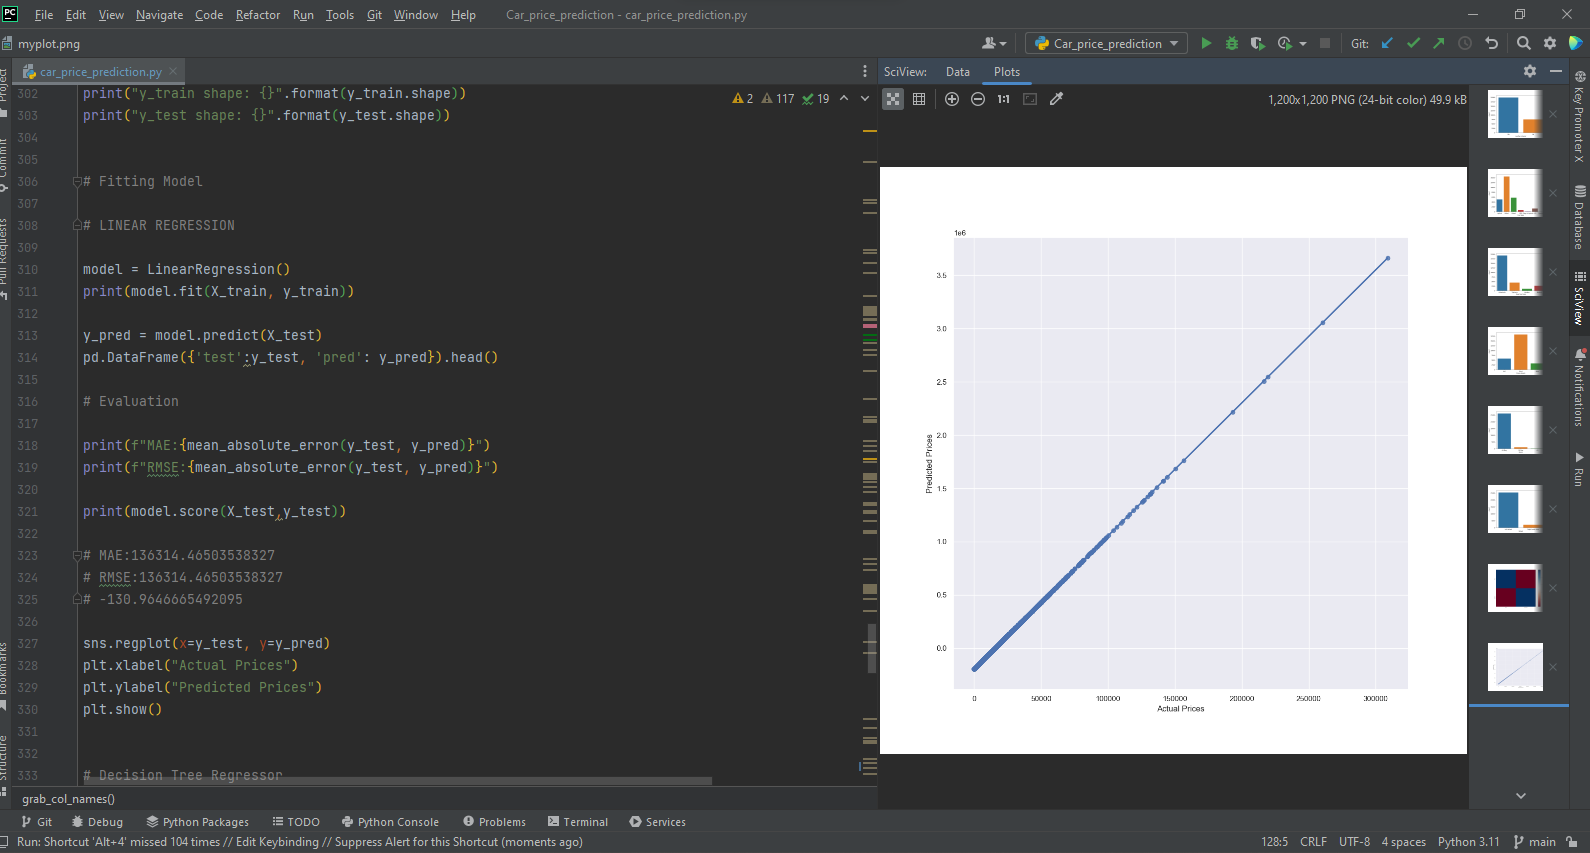 PC File Edit View Navigate Code Refactor Run Tools Git Window Help Car_price_prediction - car_price_prediction.py
myplot.png
Car_price_prediction
Git:
Project
Commit
Pull Requests
Bookmarks
Structure
car_price_prediction.py
2 117 19
302 print("y_train shape: {}".format(y_train.shape))
303 print("y_test shape: {}".format(y_test.shape))
304
305
306 # Fitting Model
307
308 # LINEAR REGRESSION
309
310 model = LinearRegression()
311 print(model.fit(X_train, y_train))
312
313 y_pred = model.predict(X_test)
314 pd.DataFrame({'test':y_test, 'pred': y_pred}).head()
315
316 # Evaluation
317
318 print(f"MAE:{mean_absolute_error(y_test, y_pred)}")
319 print(f"RMSE:{mean_absolute_error(y_test, y_pred)}")
320
321 print(model.score(X_test,y_test))
322
323 # MAE:136314.46503538327
324 # RMSE:136314.46503538327
325 # -130.9646665492095
326
327 sns.regplot(x=y_test, y=y_pred)
328 plt.xlabel("Actual Prices")
329 plt.ylabel("Predicted Prices")
330 plt.show()
331
332
333 # Decision Tree Regressor
grab_col_names()
SciView: Data Plots
1:1
1,200x1,200 PNG (24-bit color) 49.9 kB
1e6
3.5
3.0
2.5
2.0
1.5
1.0
0.5
0.0
Predicted Prices
0 50000 100000 150000 200000 250000 300000
Actual Prices
Key Promoter X
Database
SciView
Notifications
Run
Git Debug Python Packages TODO Python Console Problems Terminal Services
Run: Shortcut 'Alt+4' missed 104 times // Edit Keybinding // Suppress Alert for this Shortcut (moments ago)
128:5 CRLF UTF-8 4 spaces Python 3.11 main